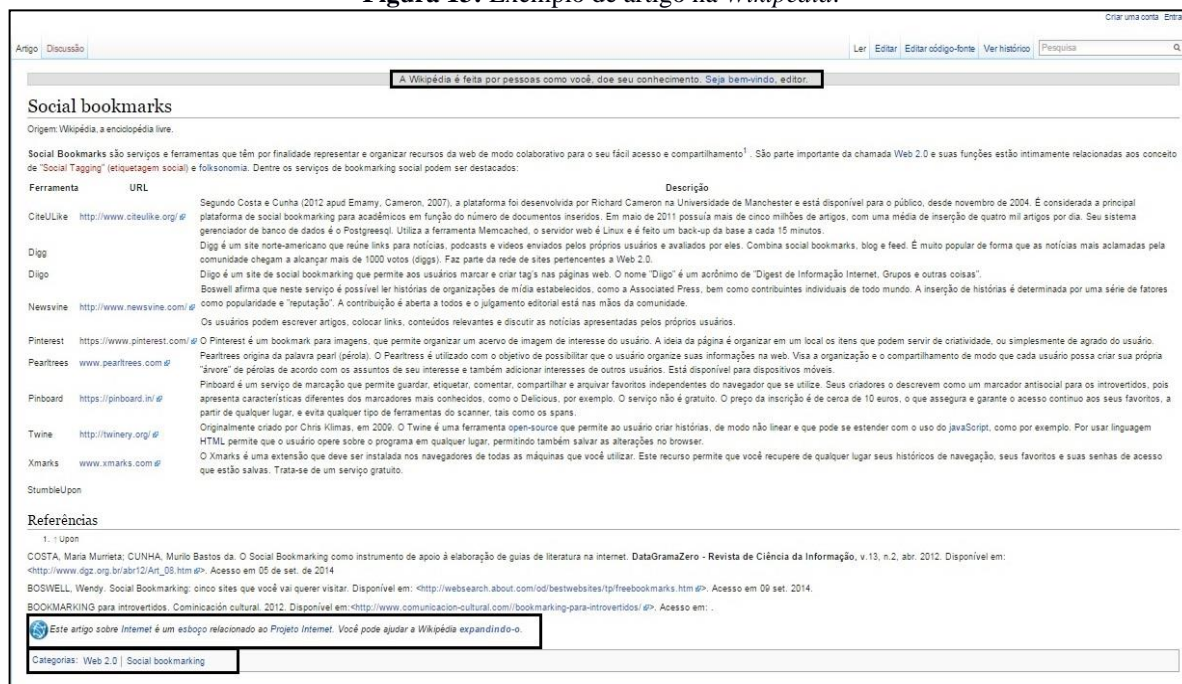 Figura 15: Exemplo de artigo na Wikipédia.
Criar uma conta Entra
Artigo Discussão Ler Editar Editar código-fonte Ver histórico Pesquisa
A Wikipédia é feita por pessoas como você, doe seu conhecimento. Seja bem-vindo, editor.
Social bookmarks
Origem: Wikipédia, a enciclopédia livre.
Social Bookmarks são serviços e ferramentas que têm por finalidade representar e organizar recursos da web de modo colaborativo para o seu fácil acesso e compartilhamento1 . São parte importante da chamada Web 2.0 e suas funções estão intimamente relacionadas aos conceito
de "Social Tagging" (etiquetagem social) e folksonomia. Dentre os serviços de bookmarking social podem ser destacados:
Ferramenta URL Descrição
Segundo Costa e Cunha (2012 apud Emamy, Cameron, 2007), a plataforma foi desenvolvida por Richard Cameron na Universidade de Manchester e está disponível para o público, desde novembro de 2004. É considerada a principal
CiteULike http://www.citeulike.org/ plataforma de social bookmarking para acadêmicos em função do número de documentos inseridos. Em maio de 2011 possuía mais de cinco milhões de artigos, com uma média de inserção de quatro mil artigos por dia. Seu sistema
gerenciador de banco de dados é o Postgreesql. Utiliza a ferramenta Memcached, o servidor web é Linux e é feito um back-up da base a cada 15 minutos.
Digg Digg é um site norte-americano que reúne links para notícias, podcasts e videos enviados pelos próprios usuários e avaliados por eles. Combina social bookmarks, blog e feed. É muito popular de forma que as notícias mais aclamadas pela
comunidade chegam a alcançar mais de 1000 votos (diggs). Faz parte da rede de sites pertencentes a Web 2.0.
Diigo Diigo é um site de social bookmarking que permite aos usuários marcar e criar tag's nas páginas web. O nome "Diigo" é um acrônimo de "Digest de Informação Internet, Grupos e outras coisas".
Boswell afirma que neste serviço é possível ler histórias de organizações de mídia estabelecidos, como a Associated Press, bem como contribuintes individuais de todo mundo. A inserção de histórias é determinada por uma série de fatores
Newsvine http://www.newsvine.com/ como popularidade e "reputação". A contribuição é aberta a todos e o julgamento editorial está nas mãos da comunidade.
Os usuários podem escrever artigos, colocar links, conteúdos relevantes e discutir as notícias apresentadas pelos próprios usuários.
Pinterest https://www.pinterest.com/ O Pinterest é um bookmark para imagens, que permite organizar um acervo de imagem de interesse do usuário. A ideia da página é organizar em um local os itens que podem servir de criatividade, ou simplesmente de agrado do usuário.
Pearltrees www.pearltrees.com Pearltrees origina da palavra pearl (pérola). O Pearltress é utilizado com o objetivo de possibilitar que o usuário organize suas informações na web. Visa a organização e o compartilhamento de modo que cada usuário possa criar sua própria
"árvore" de pérolas de acordo com os assuntos de seu interesse e também adicionar interesses de outros usuários. Está disponível para dispositivos móveis.
Pinboard é um serviço de marcação que permite guardar, etiquetar, comentar, compartilhar e arquivar favoritos independentes do navegador que se utilize. Seus criadores o descrevem como um marcador antisocial para os introvertidos, pois
Pinboard https://pinboard.in/ apresenta características diferentes dos marcadores mais conhecidos, como o Delicious, por exemplo. O serviço não é gratuito. O preço da inscrição é de cerca de 10 euros, o que assegura e garante o acesso continuo aos seus favoritos, a
partir de qualquer lugar, e evita qualquer tipo de ferramentas do scanner, tais como os spans.
Twine http://twinery.org/ Originalmente criado por Chris Klimas, em 2009. O Twine é uma ferramenta open-source que permite ao usuário criar histórias, de modo não linear e que pode se estender com o uso do javaScript, como por exemplo. Por usar linguagem
HTML permite que o usuário opere sobre o programa em qualquer lugar, permitindo também salvar as alterações no browser.
Xmarks www.xmarks.com O Xmarks é uma extensão que deve ser instalada nos navegadores de todas as máquinas que você utilizar. Este recurso permite que você recupere de qualquer lugar seus históricos de navegação, seus favoritos e suas senhas de acesso
que estão salvas. Trata-se de um serviço gratuito.
StumbleUpon
Referências
1. ↑ Upon
COSTA, Maria Murrieta; CUNHA, Murilo Bastos da. O Social Bookmarking como instrumento de apoio á elaboração de guias de literatura na internet. DataGramaZero - Revista de Ciência da Informação, v.13, n.2, abr. 2012. Disponível em:
<http://www.dgz.org.br/abr12/Art_08.htm>. Acesso em 05 de set. de 2014
BOSWELL, Wendy. Social Bookmarking: cinco sites que você vai querer visitar. Disponível em: <http://websearch.about.com/od/bestwebsites/tp/freebookmarks.htm>. Acesso em 09 set. 2014.
BOOKMARKING para introvertidos. Cominicación cultural. 2012. Disponível em:<http://www.comunicacion-cultural.com//bookmarking-para-introvertidos/>. Acesso em: .
Este artigo sobre Internet é um esboço relacionado ao Projeto Internet. Você pode ajudar a Wikipédia expandindo-o.
Categorias: Web 2.0 | Social bookmarking